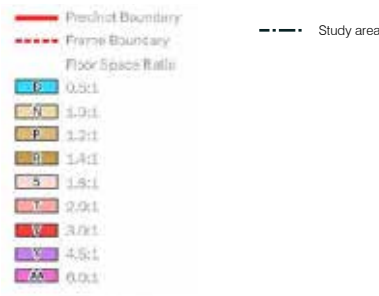 Precinct Boundary
Frame Boundary
Floor Space Ratio
0.5:1
N 1.0:1
P 1.2:1
R 1.4:1
S 1.6:1
T 2.0:1
V 3.0:1
X 4.5:1
AA 6.0:1
Study area